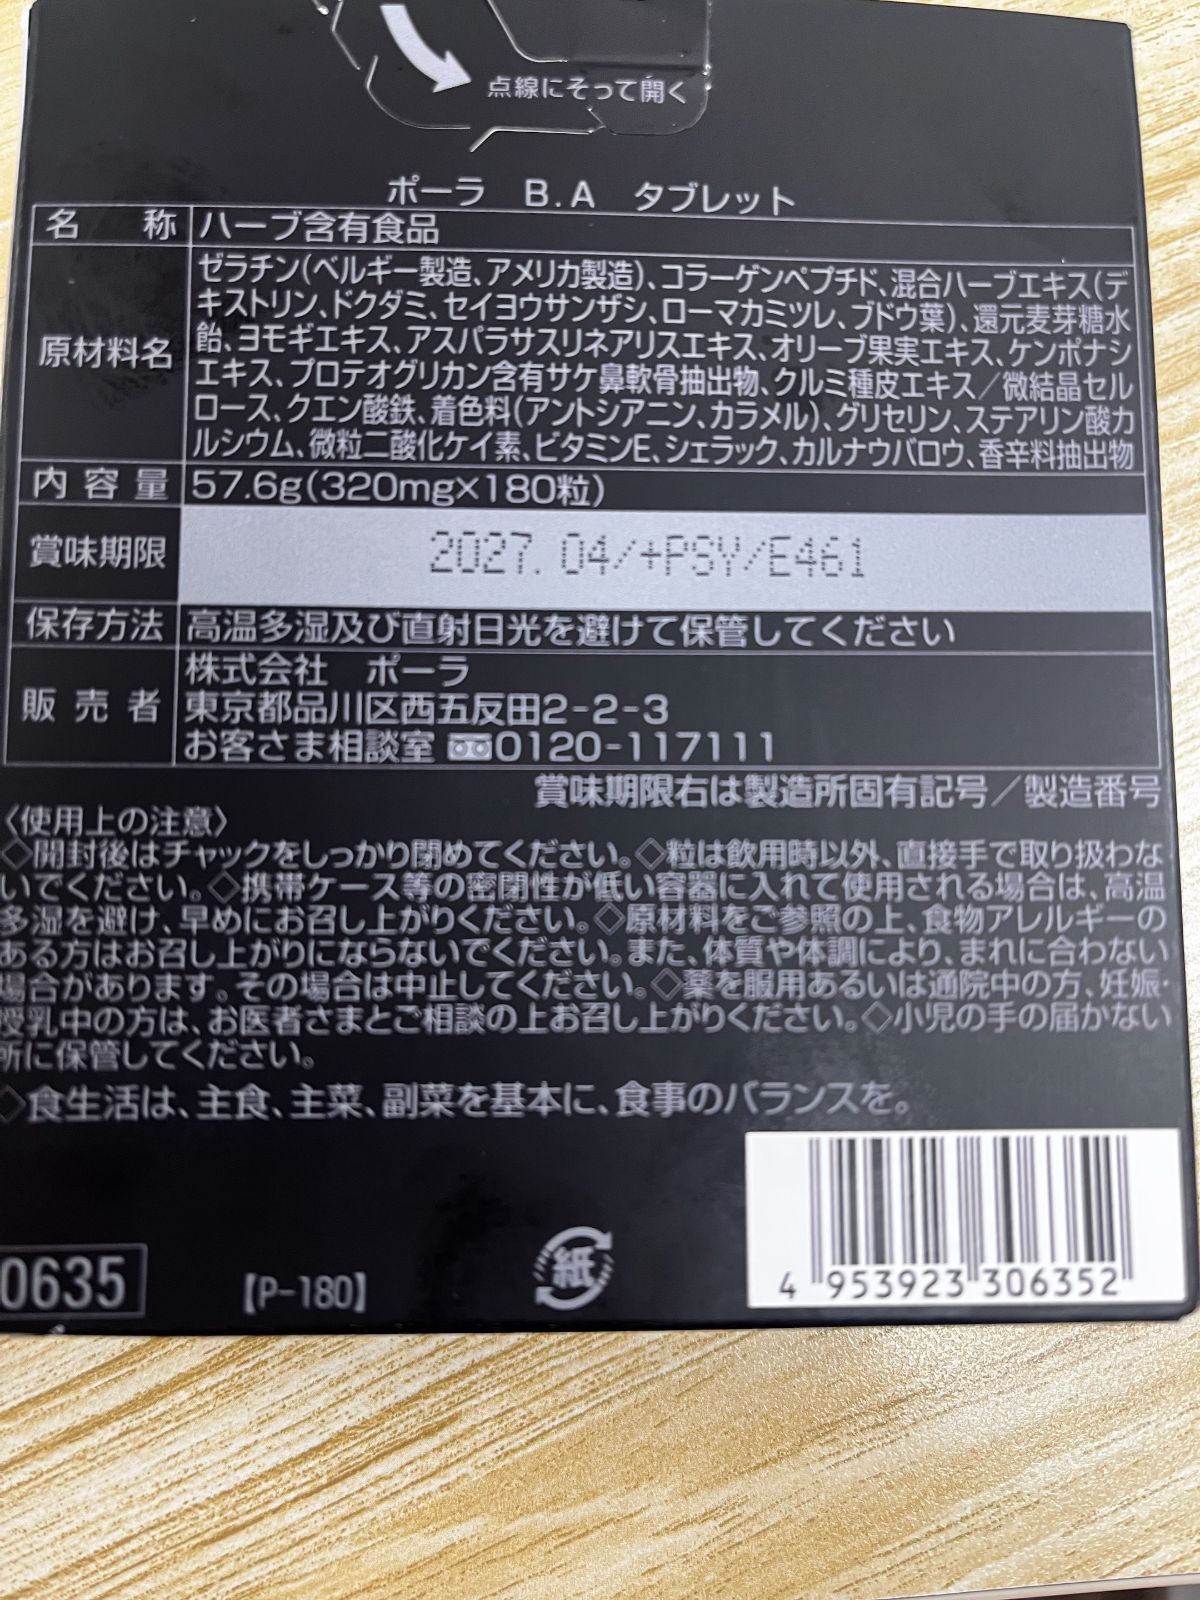 点線にそって開く
ポーラ B.A タブレット
名称 ハーブ含有食品
原材料名
ゼラチン(ベルギー製造、アメリカ製造)、コラーゲンペプチド、混合ハーブエキス(デ
キストリン、ドクダミ、セイヨウサンザシ、ローマカミツレ、ブドウ葉)、還元麦芽糖水
飴、ヨモギエキス、アスパラサスリネアリスエキス、オリーブ果実エキス、ケンポナシ
エキス、プロテオグリカン含有サケ鼻軟骨抽出物、クルミ種皮エキス/微結晶セル
ロース、クエン酸鉄、着色料(アントシアニン、カラメル)、グリセリン、ステアリン酸カ
ルシウム、微粒二酸化ケイ素、ビタミンE、シェラック、カルナウバロウ、香辛料抽出物
内容量 57.6g(320mg×180粒)
賞味期限 2027.04/+PSY/E461
保存方法 高温多湿及び直射日光を避けて保管してください
販売者
株式会社 ポーラ
東京都品川区西五反田2-2-3
お客さま相談室 0120-117111
賞味期限右は製造所固有記号/製造番号
〈使用上の注意〉
◇開封後はチャックをしっかり閉めてください。◇粒は飲用時以外、直接手で取り扱わな
いでください。◇携帯ケース等の密閉性が低い容器に入れて使用される場合は、高温
多湿を避け、早めにお召し上がりください。◇原材料をご参照の上、食物アレルギーの
ある方はお召し上がりにならないでください。また、体質や体調により、まれに合わない
場合があります。その場合は中止してください。◇薬を服用あるいは通院中の方、妊娠・
授乳中の方は、お医者さまとご相談の上お召し上がりください。◇小児の手の届かない
所に保管してください。
◇食生活は、主食、主菜、副菜を基本に、食事のバランスを。
0635
【P-180】
紙
4 953923 306352